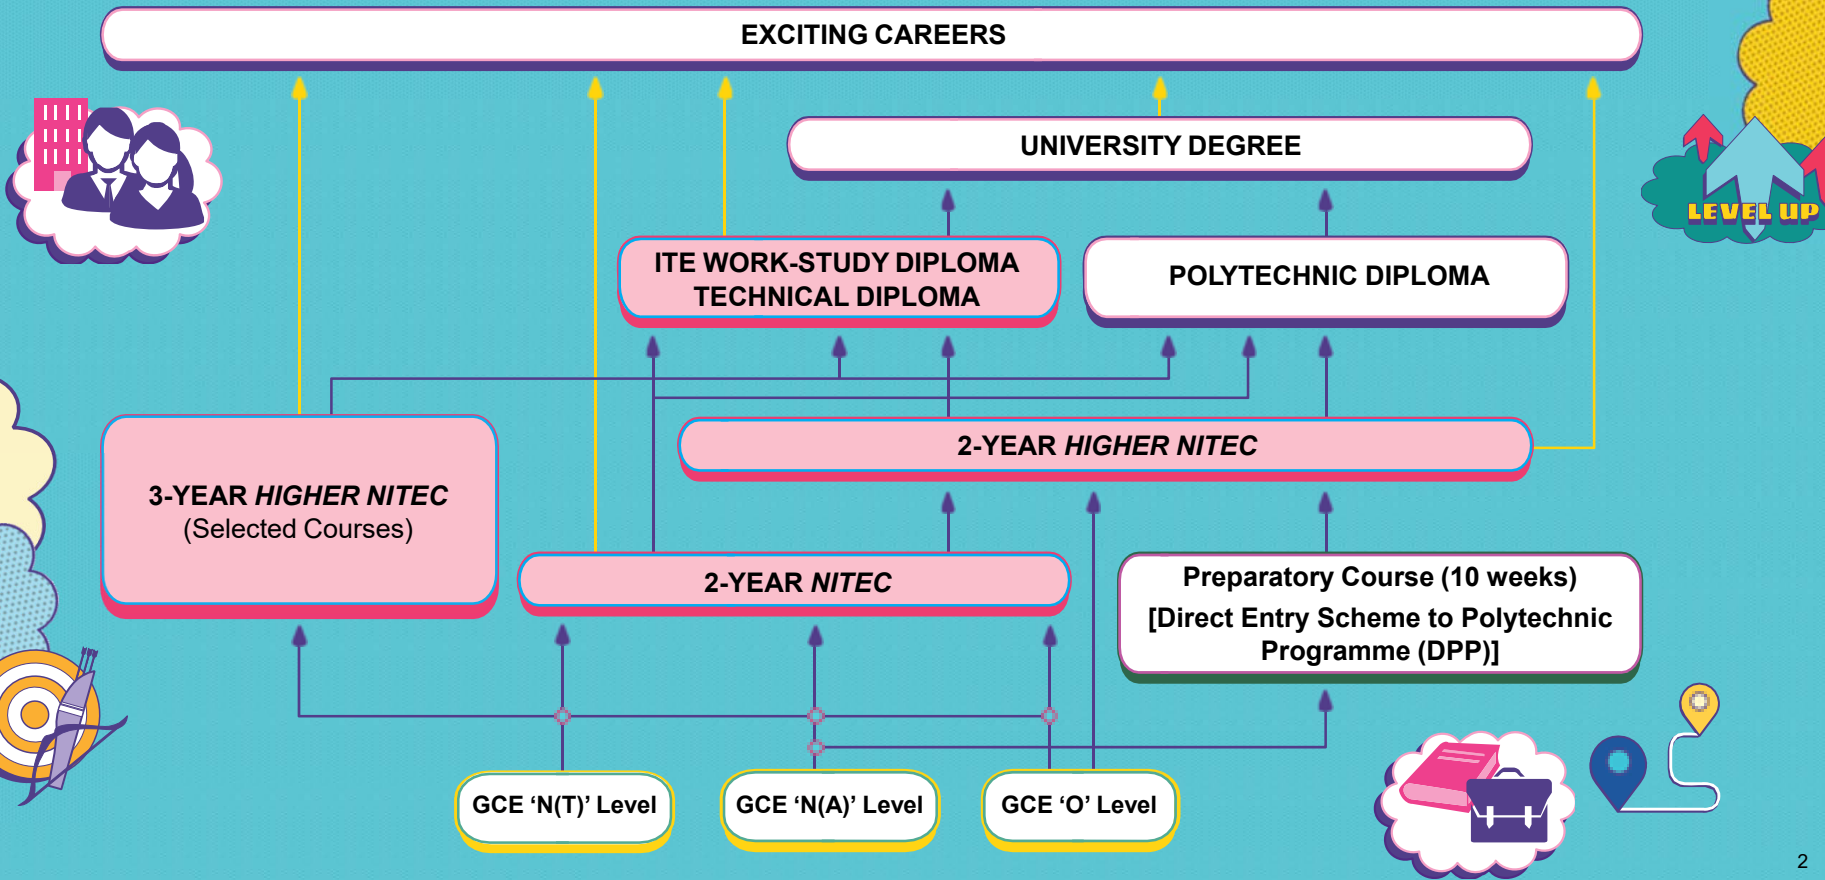 EXCITING CAREERS
UNIVERSITY DEGREE
LEVEL UP
ITE WORK-STUDY DIPLOMA
TECHNICAL DIPLOMA
POLYTECHNIC DIPLOMA
2-YEAR HIGHER NITEC
3-YEAR HIGHER NITEC
(Selected Courses)
2-YEAR NITEC
Preparatory Course (10 weeks)
[Direct Entry Scheme to Polytechnic
Programme (DPP)]
GCE ‘N(T)’ Level
GCE ‘N(A)’ Level
GCE ‘O’ Level
2